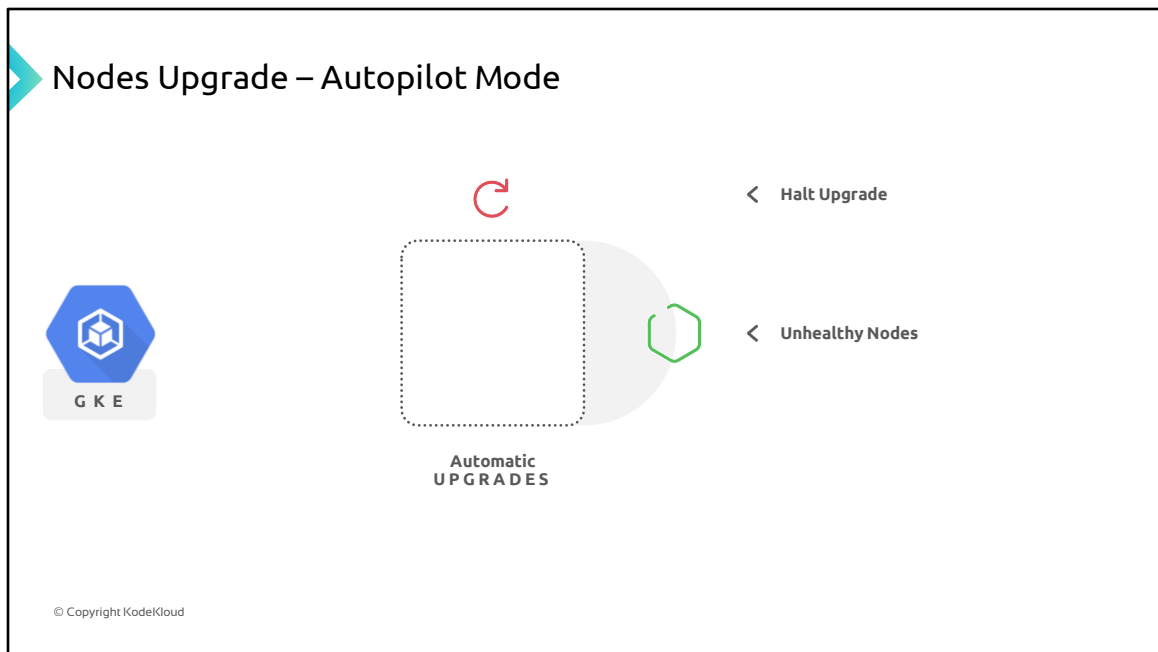 Nodes Upgrade – Autopilot Mode
Halt Upgrade
Unhealthy Nodes
GKE
Automatic
UPGRADES
© Copyright KodeKloud